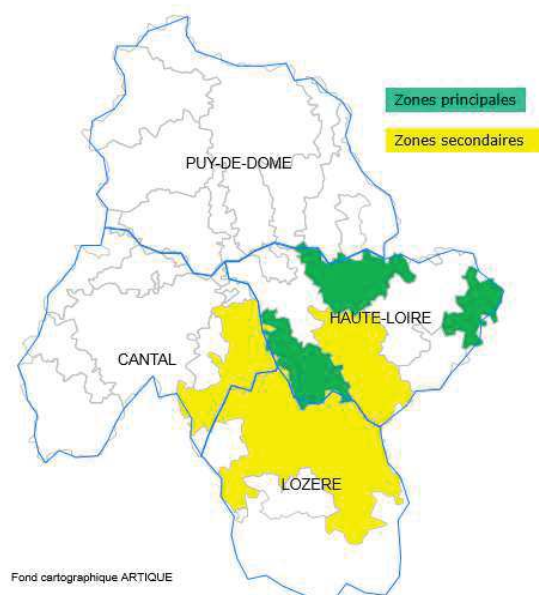 Zones principales
Zones secondaires
PUY-DE-DOME
HAUTE-LOIRE
CANTAL
LOZERE
Fond cartographique ARTIQUE